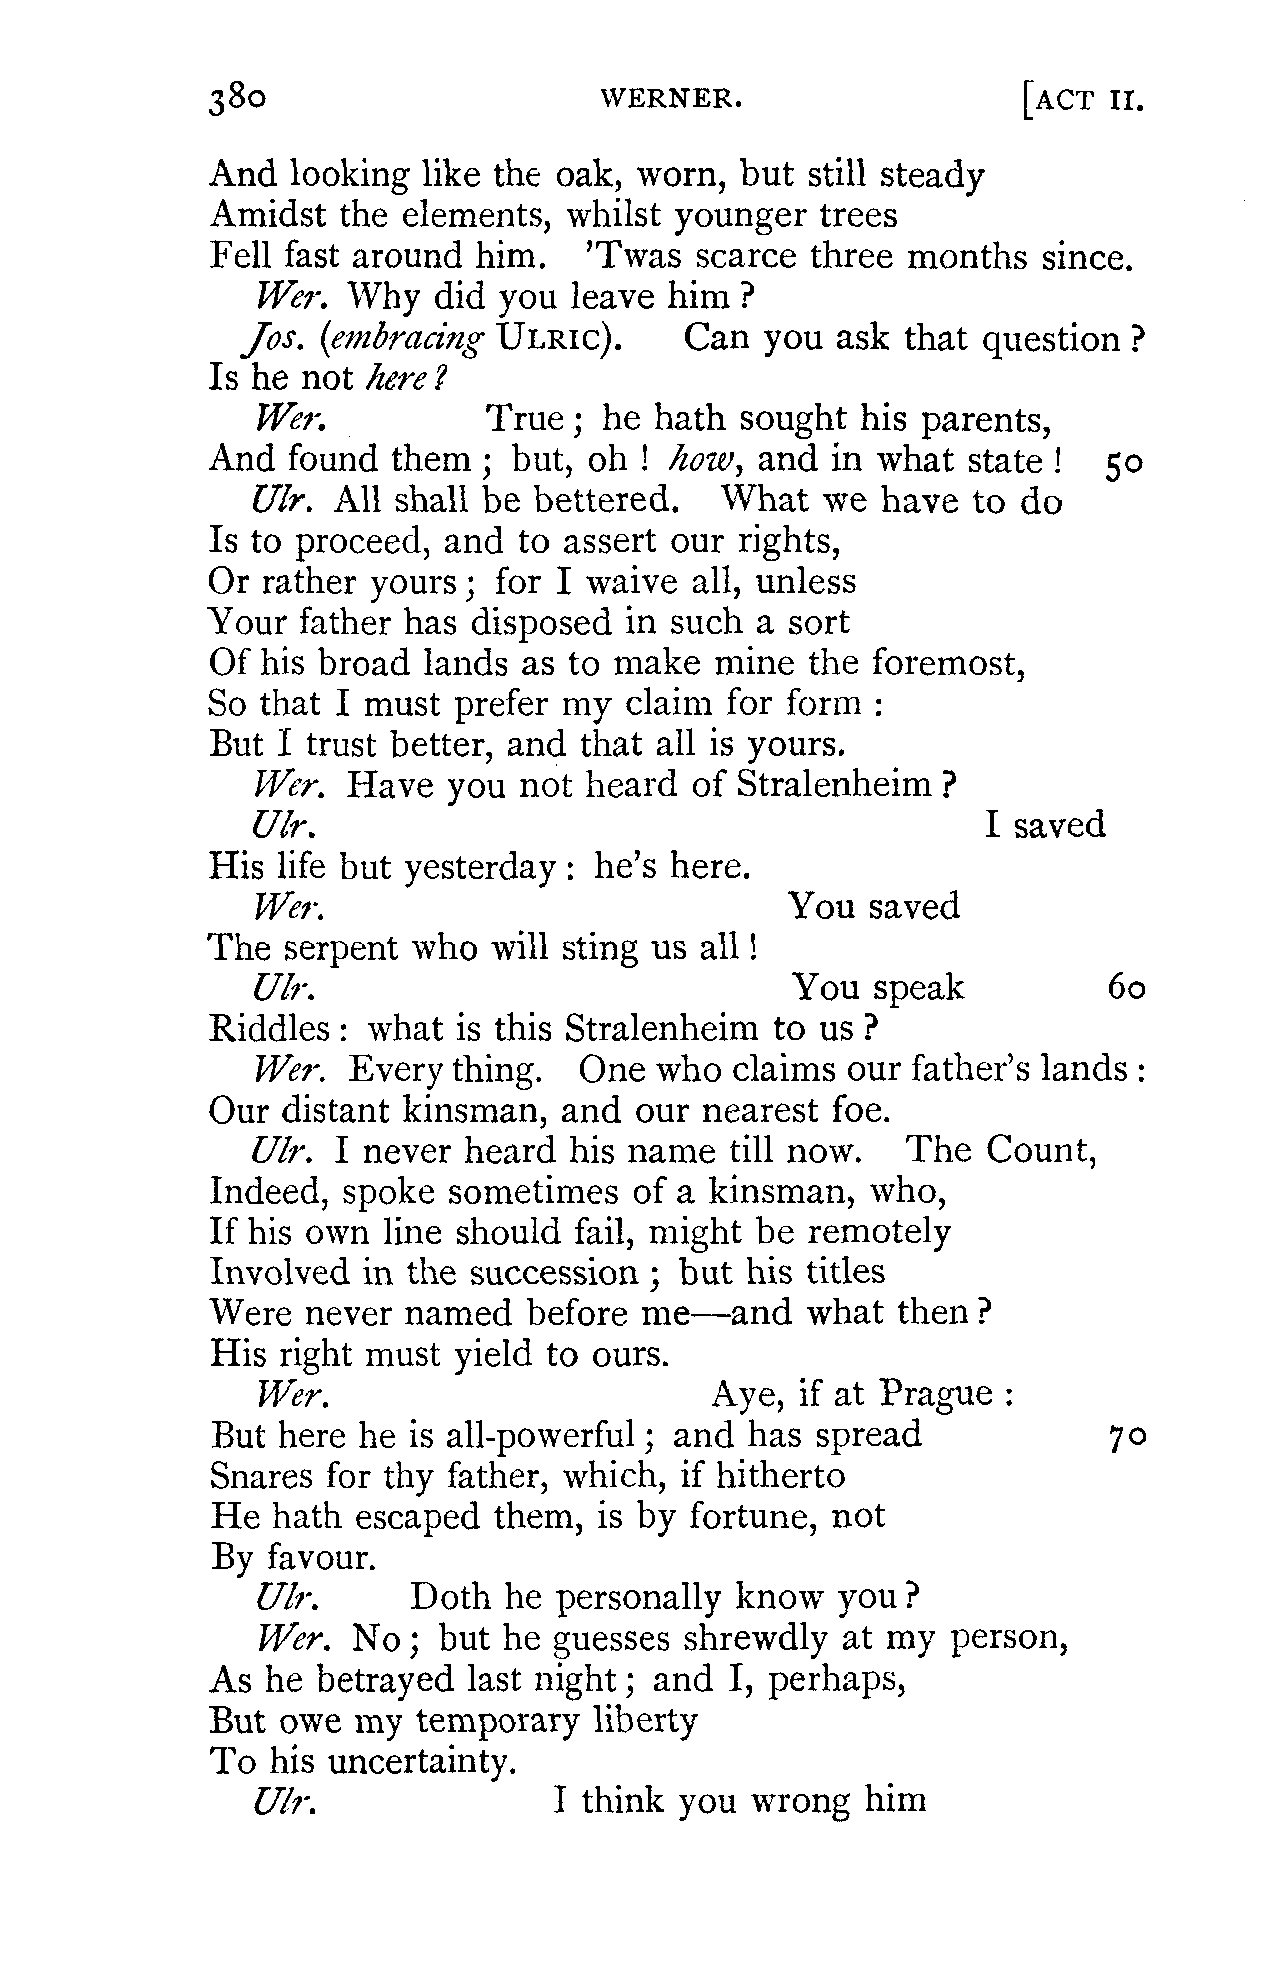 380 WERNER. [ACT II.
And looking like the oak, worn, but still steady
Amidst the elements, whilst younger trees
Fell fast around him. 'Twas scarce three months since.
Wer. Why did you leave him?
Jos. (embracing ULRIC). Can you ask that question?
Is he not here?
Wer. True; he hath sought his parents,
And found them; but, oh! how, and in what state! 50
Ulr. All shall be bettered. What we have to do
Is to proceed, and to assert our rights,
Or rather yours; for I waive all, unless
Your father has disposed in such a sort
Of his broad lands as to make mine the foremost,
So that I must prefer my claim for form:
But I trust better, and that all is yours.
Wer. Have you not heard of Stralenheim?
Ulr. I saved
His life but yesterday: he's here.
Wer. You saved
The serpent who will sting us all!
Ulr. You speak 60
Riddles: what is this Stralenheim to us?
Wer. Every thing. One who claims our father's lands:
Our distant kinsman, and our nearest foe.
Ulr. I never heard his name till now. The Count,
Indeed, spoke sometimes of a kinsman, who,
If his own line should fail, might be remotely
Involved in the succession; but his titles
Were never named before me—and what then?
His right must yield to ours.
Wer. Aye, if at Prague:
But here he is all-powerful; and has spread 70
Snares for thy father, which, if hitherto
He hath escaped them, is by fortune, not
By favour.
Ulr. Doth he personally know you?
Wer. No; but he guesses shrewdly at my person,
As he betrayed last night; and I, perhaps,
But owe my temporary liberty
To his uncertainty.
Ulr. I think you wrong him